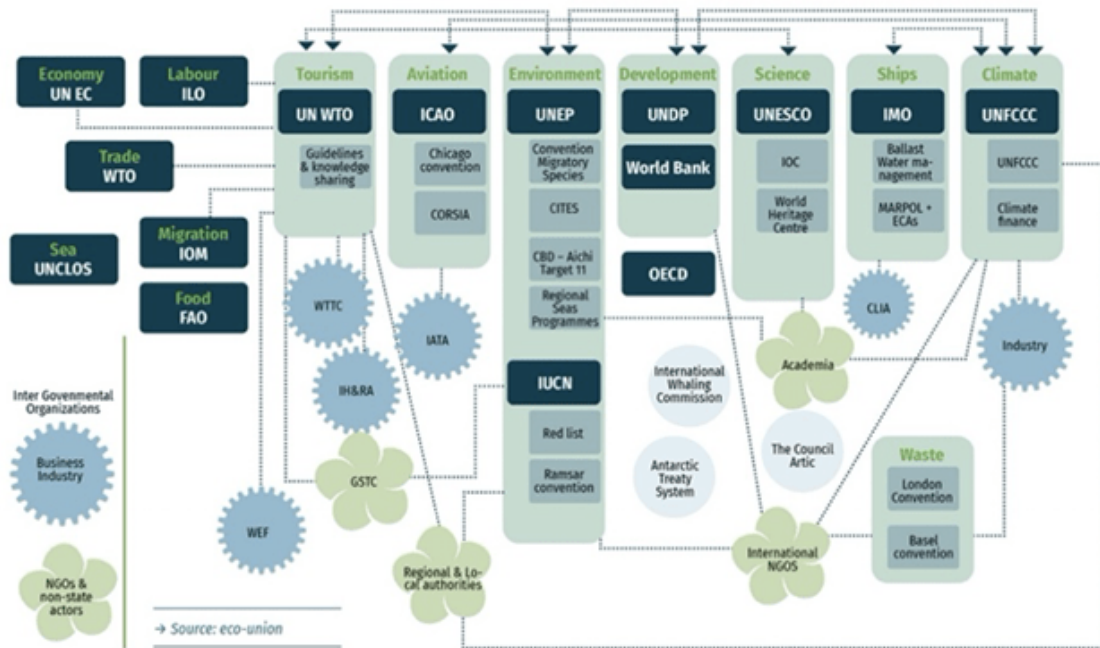 Economy
UN EC
Labour
ILO
Trade
WTO
Migration
IOM
Sea
UNCLOS
Food
FAO
Tourism
UN WTO
Guidelines
& knowledge
sharing
Aviation
ICAO
Chicago
convention
CORSIA
Environment
UNEP
Convention
Migratory
Species
CITES
CBD – Aichi
Target 11
Regional
Seas
Programmes
IUCN
Red list
Ramsar
convention
Development
UNDP
World Bank
OECD
Science
UNESCO
IOC
World
Heritage
Centre
Ships
IMO
Ballast
Water ma-
nagement
MARPOL +
ECAs
Climate
UNFCCC
UNFCCC
Climate
finance
WTTC
IATA
IH&RA
GSTC
WEF
Regional & Lo-
cal authorities
International
Whaling
Commission
Antarctic
Treaty
System
The Council
Artic
Academia
CLIA
Industry
International
NGOS
Waste
London
Convention
Basel
convention
Inter Govenmental
Organizations
Business
Industry
NGOs &
non-state
actors
→ Source: eco-union